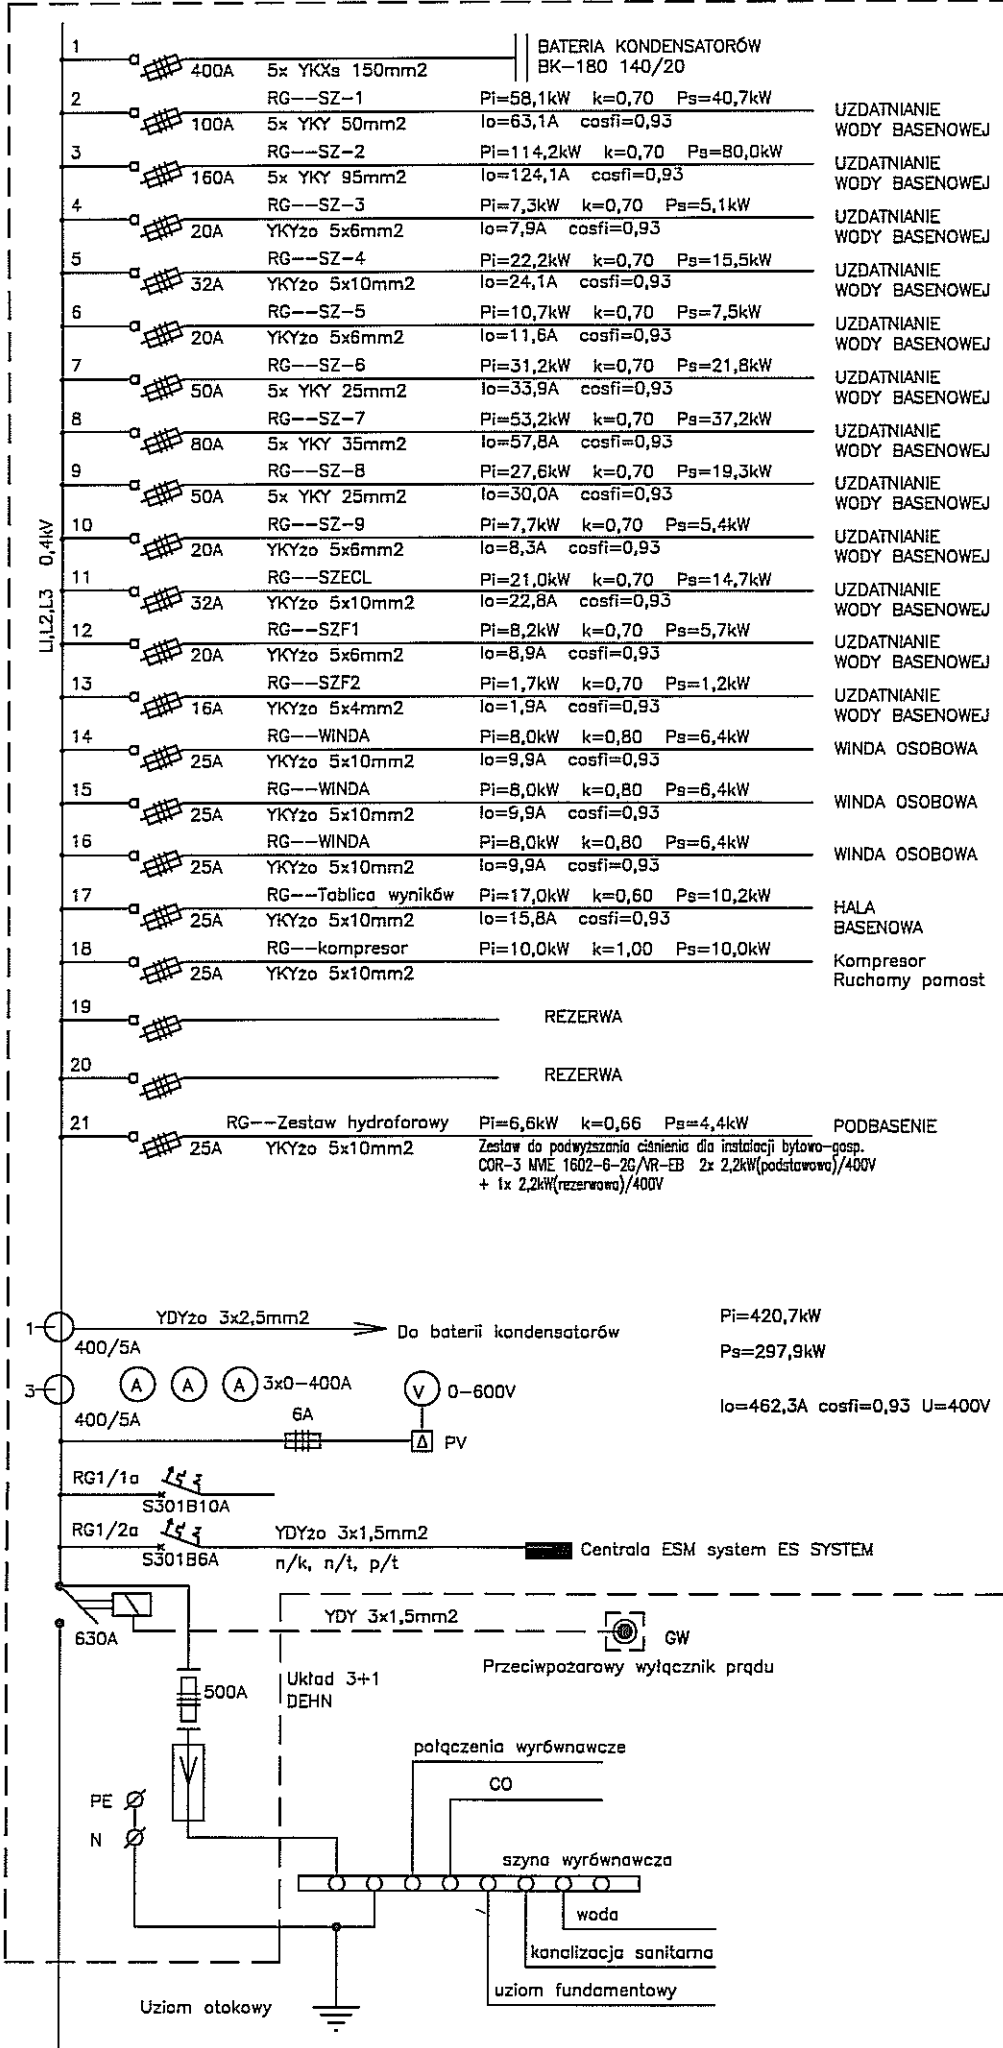 L1,L2,L3 0,4kV
1
400A 5x YKXs 150mm2
BATERIA KONDENSATORÓW
BK-180 140/20
2 RG--SZ-1 Pi=58,1kW k=0,70 Ps=40,7kW
100A 5x YKY 50mm2 Io=63,1A cosfi=0,93
UZDATNIANIE
WODY BASENOWEJ
3 RG--SZ-2 Pi=114,2kW k=0,70 Ps=80,0kW
160A 5x YKY 95mm2 Io=124,1A cosfi=0,93
UZDATNIANIE
WODY BASENOWEJ
4 RG--SZ-3 Pi=7,3kW k=0,70 Ps=5,1kW
20A YKYżo 5x6mm2 Io=7,9A cosfi=0,93
UZDATNIANIE
WODY BASENOWEJ
5 RG--SZ-4 Pi=22,2kW k=0,70 Ps=15,5kW
32A YKYżo 5x10mm2 Io=24,1A cosfi=0,93
UZDATNIANIE
WODY BASENOWEJ
6 RG--SZ-5 Pi=10,7kW k=0,70 Ps=7,5kW
20A YKYżo 5x6mm2 Io=11,6A cosfi=0,93
UZDATNIANIE
WODY BASENOWEJ
7 RG--SZ-6 Pi=31,2kW k=0,70 Ps=21,8kW
50A 5x YKY 25mm2 Io=33,9A cosfi=0,93
UZDATNIANIE
WODY BASENOWEJ
8 RG--SZ-7 Pi=53,2kW k=0,70 Ps=37,2kW
80A 5x YKY 35mm2 Io=57,8A cosfi=0,93
UZDATNIANIE
WODY BASENOWEJ
9 RG--SZ-8 Pi=27,6kW k=0,70 Ps=19,3kW
50A 5x YKY 25mm2 Io=30,0A cosfi=0,93
UZDATNIANIE
WODY BASENOWEJ
10 RG--SZ-9 Pi=7,7kW k=0,70 Ps=5,4kW
20A YKYżo 5x6mm2 Io=8,3A cosfi=0,93
UZDATNIANIE
WODY BASENOWEJ
11 RG--SZECL Pi=21,0kW k=0,70 Ps=14,7kW
32A YKYżo 5x10mm2 Io=22,8A cosfi=0,93
UZDATNIANIE
WODY BASENOWEJ
12 RG--SZF1 Pi=8,2kW k=0,70 Ps=5,7kW
20A YKYżo 5x6mm2 Io=8,9A cosfi=0,93
UZDATNIANIE
WODY BASENOWEJ
13 RG--SZF2 Pi=1,7kW k=0,70 Ps=1,2kW
16A YKYżo 5x4mm2 Io=1,9A cosfi=0,93
UZDATNIANIE
WODY BASENOWEJ
14 RG--WINDA Pi=8,0kW k=0,80 Ps=6,4kW
25A YKYżo 5x10mm2 Io=9,9A cosfi=0,93
WINDA OSOBOWA
15 RG--WINDA Pi=8,0kW k=0,80 Ps=6,4kW
25A YKYżo 5x10mm2 Io=9,9A cosfi=0,93
WINDA OSOBOWA
16 RG--WINDA Pi=8,0kW k=0,80 Ps=6,4kW
25A YKYżo 5x10mm2 Io=9,9A cosfi=0,93
WINDA OSOBOWA
17 RG--Tablica wyników Pi=17,0kW k=0,60 Ps=10,2kW
25A YKYżo 5x10mm2 Io=15,8A cosfi=0,93
HALA
BASENOWA
18 RG--kompresor Pi=10,0kW k=1,00 Ps=10,0kW
25A YKYżo 5x10mm2
Kompresor
Ruchomy pomost
19 REZERWA
20 REZERWA
21 RG--Zestaw hydroforowy Pi=6,6kW k=0,66 Ps=4,4kW
25A YKYżo 5x10mm2
PODBASENIE
Zestaw do podwyższania ciśnienia dla instalacji bytowo-gosp.
COR-3 MVE 1602-6-2G/VR-EB 2x 2,2kW(podstawowa)/400V
+ 1x 2,2kW(rezerwowa)/400V
1 YDYżo 3x2,5mm2 Do baterii kondensatorów
400/5A
Pi=420,7kW
Ps=297,9kW
Io=462,3A cosfi=0,93 U=400V
3 A A A 3x0-400A V 0-600V
400/5A
6A
Δ PV
RG1/1a
S301B10A
RG1/2a YDYżo 3x1,5mm2
S301B6A n/k, n/t, p/t
Centrala ESM system ES SYSTEM
630A
YDY 3x1,5mm2
GW
Przeciwpożarowy wyłącznik prądu
500A
Układ 3+1
DEHN
PE
N
połączenia wyrównawcze
CO
szyna wyrównawcza
woda
kanalizacja sanitarna
uziom fundamentowy
Uziom otokowy